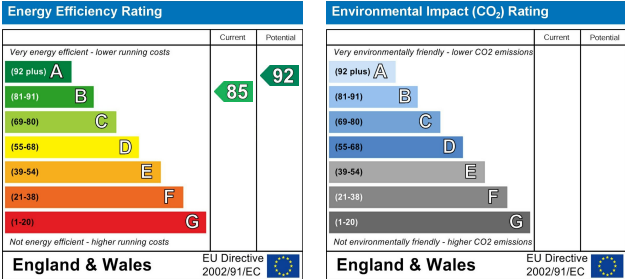 Energy Efficiency Rating
Current Potential
Very energy efficient - lower running costs
(92 plus) A
(81-91) B
(69-80) C
(55-68) D
(39-54) E
(21-38) F
(1-20) G
85
92
Not energy efficient - higher running costs
England & Wales
EU Directive
2002/91/EC
Environmental Impact (CO₂) Rating
Current Potential
Very environmentally friendly - lower CO2 emissions
(92 plus) A
(81-91) B
(69-80) C
(55-68) D
(39-54) E
(21-38) F
(1-20) G
Not environmentally friendly - higher CO2 emissions
England & Wales
EU Directive
2002/91/EC